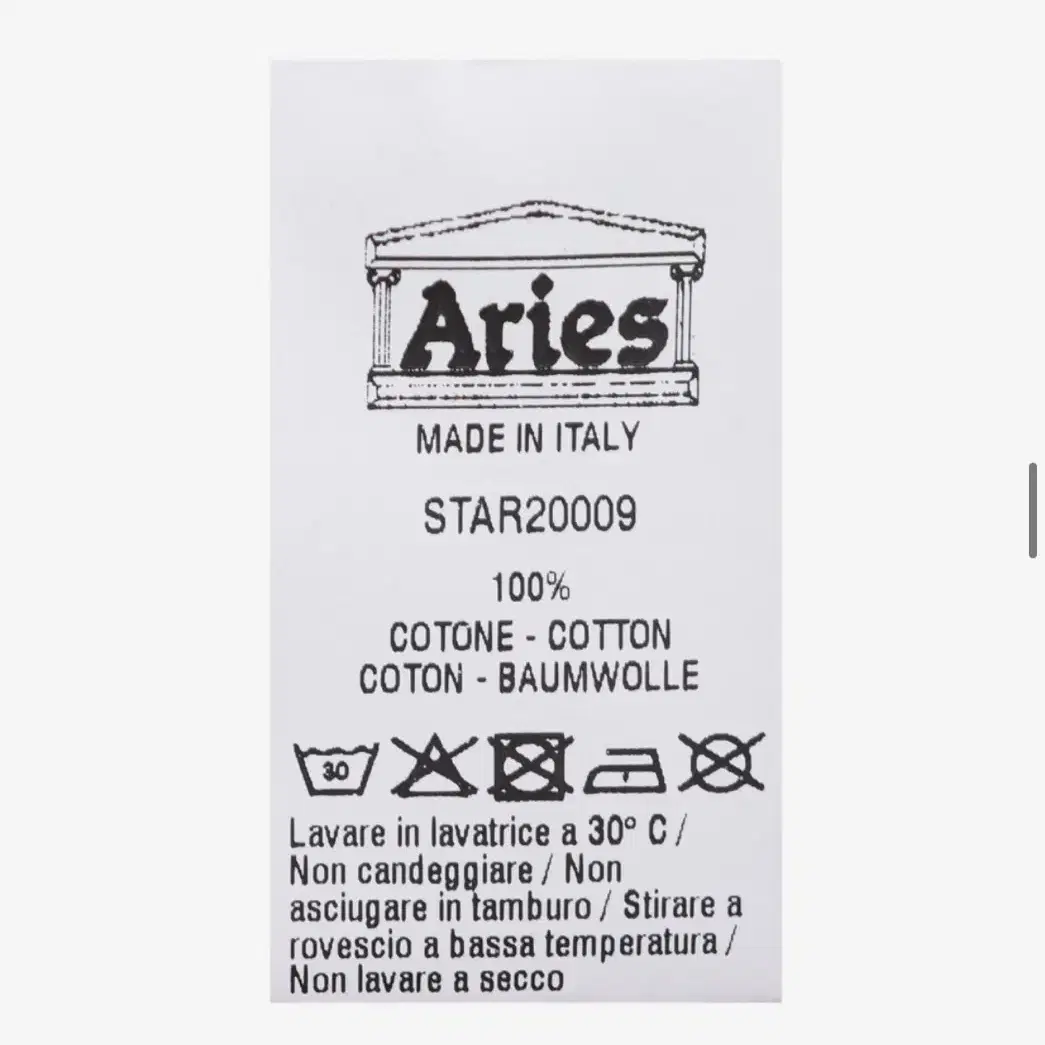 Aries
MADE IN ITALY
STAR20009
100%
COTONE - COTTON
COTON - BAUMWOLLE
30
Lavare in lavatrice a 30° C /
Non candeggiare / Non
asciugare in tamburo / Stirare a
rovescio a bassa temperatura /
Non lavare a secco